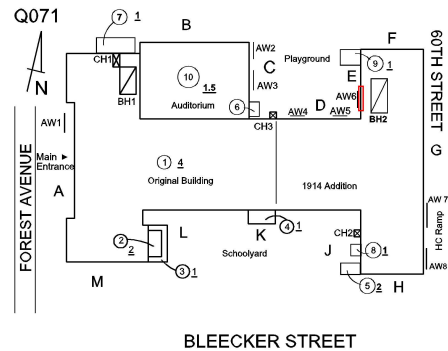 Q071
N
7 1
B
F
60TH STREET
AW2
Playground
9 1
CH1
C
E
10
AW3
BH1
1.5
Auditorium
AW6
6
D
BH2
AW4
AW5
AW1
CH3
G
Main
Entrance
1 4
A
Original Building
1914 Addition
FOREST AVENUE
AW 7
HC Ramp
K
4 1
L
2
2
CH2
J
8 1
Schoolyard
3 1
AW8
M
5 2
H
BLEECKER STREET